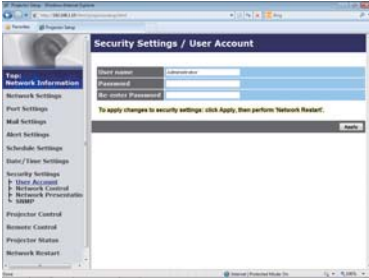 Security Settings / User Account
Top:
Network Information
Network Settings
Port Settings
Mail Settings
Alert Settings
Schedule Settings
Date/Time Settings
Security Settings
User Account
Network Control
Network Presentation
SNMP
Projector Control
Remote Control
Projector Status
Network Restart
User name
Administrator
Password
Re-enter Password
To apply changes to security settings: click Apply, then perform 'Network Restart'.
Apply